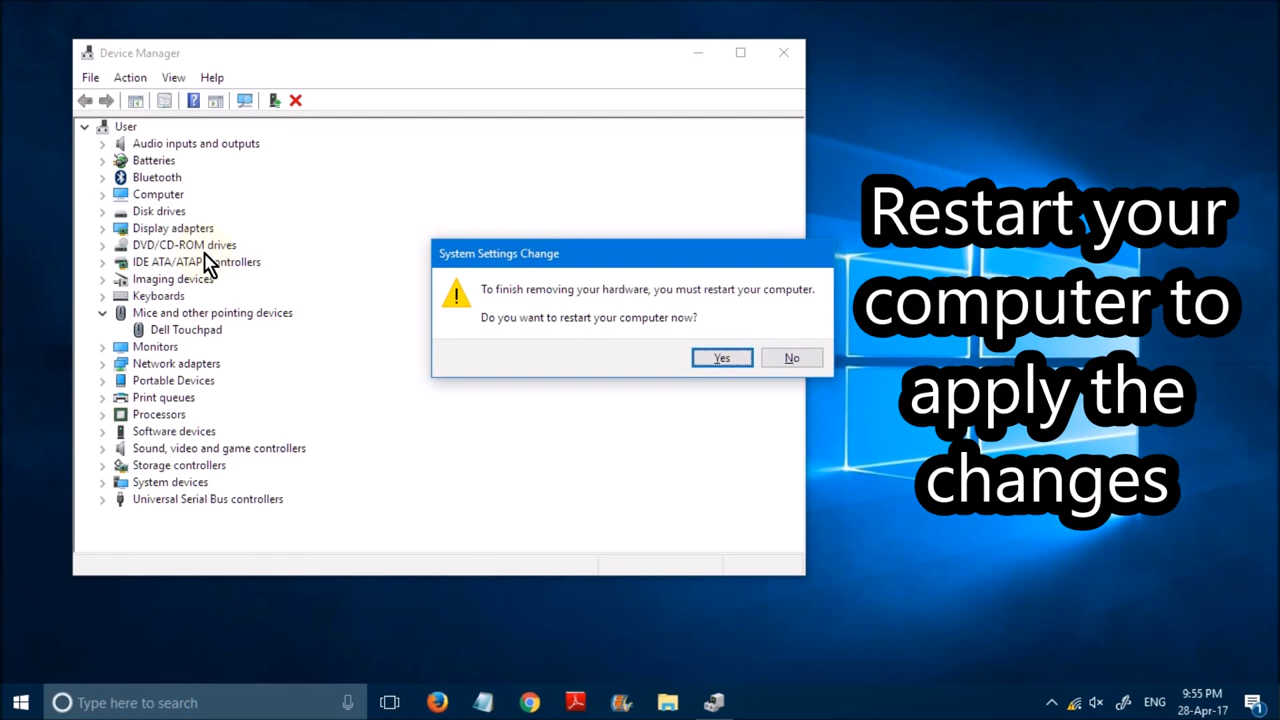 Device Manager
File Action View Help
User
Audio inputs and outputs
Batteries
Bluetooth
Computer
Disk drives
Display adapters
DVD/CD-ROM drives
IDE ATA/ATAP ntrollers
Imaging devices
Keyboards
Mice and other pointing devices
Dell Touchpad
Monitors
Network adapters
Portable Devices
Print queues
Processors
Software devices
Sound, video and game controllers
Storage controllers
System devices
Universal Serial Bus controllers
System Settings Change
To finish removing your hardware, you must restart your computer.
Do you want to restart your computer now?
Yes No
Restart your
computer to
apply the
changes
Type here to search
ENG
9:55 PM
28-Apr-17
1